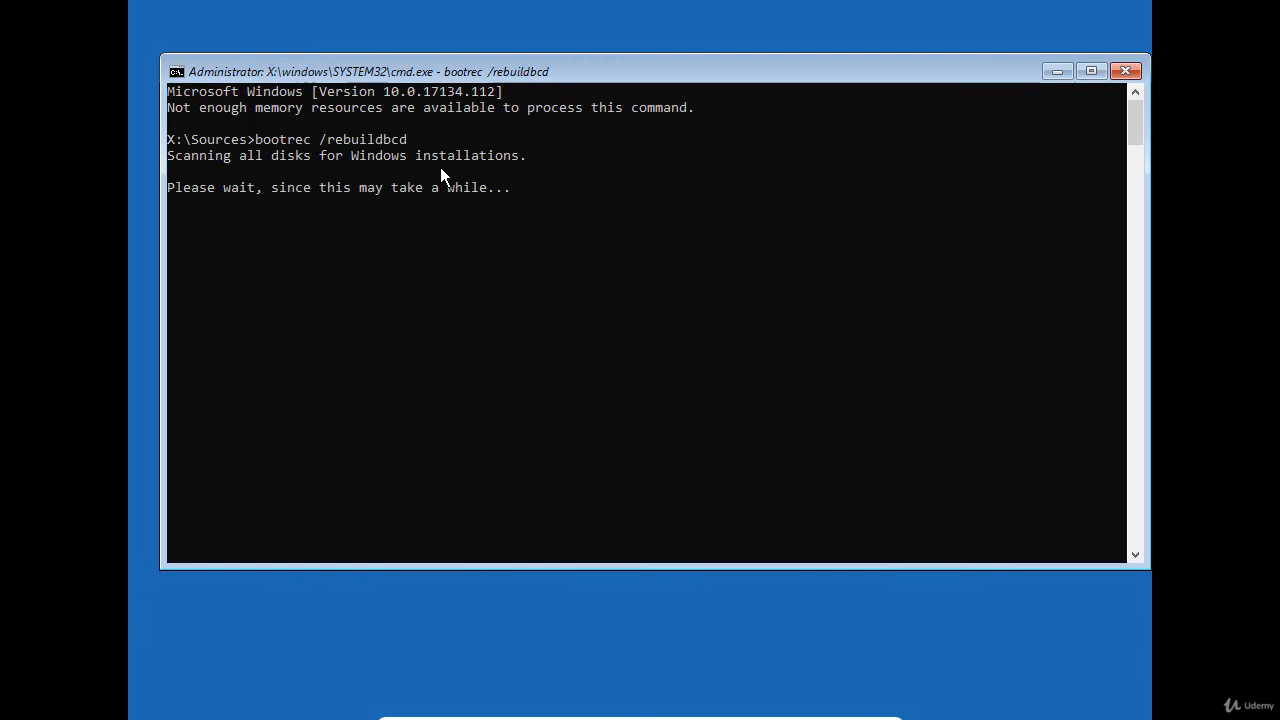 Administrator: X:\windows\SYSTEM32\cmd.exe - bootrec /rebuildbcd
Microsoft Windows [Version 10.0.17134.112]
Not enough memory resources are available to process this command.
X:\Sources>bootrec /rebuildbcd
Scanning all disks for Windows installations.
Please wait, since this may take a while...
Udemy